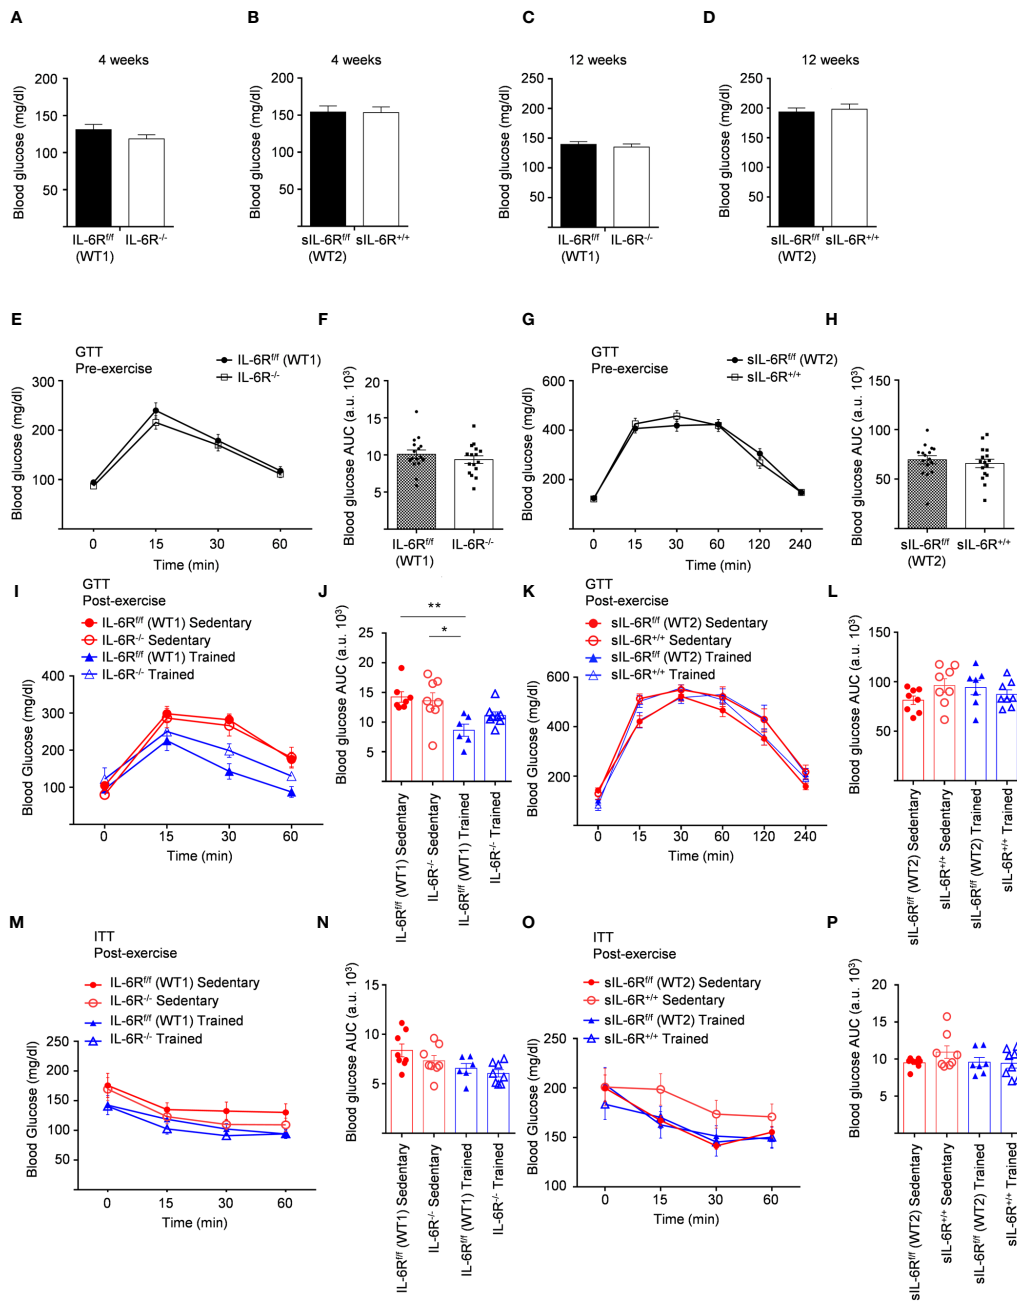 A
B
C
D
4 weeks
4 weeks
12 weeks
12 weeks
Blood glucose (mg/dl)
200
150
100
50
IL-6Rf/f
(WT1)
IL-6R-/-
Blood glucose (mg/dl)
200
150
100
50
sIL-6Rf/f
(WT2)
sIL-6R+/+
Blood glucose (mg/dl)
250
200
150
100
50
IL-6Rf/f
(WT1)
IL-6R-/-
Blood glucose (mg/dl)
250
200
150
100
50
sIL-6Rf/f
(WT2)
sIL-6R+/+
E
F
G
H
GTT
Pre-exercise
IL-6Rf/f (WT1)
IL-6R-/-
Blood glucose (mg/dl)
300
200
100
0 15 30 60
Time (min)
Blood glucose AUC (a.u. 10³)
20
15
10
5
IL-6Rf/f
(WT1)
IL-6R-/-
GTT
Pre-exercise
sIL-6Rf/f (WT2)
sIL-6R+/+
Blood glucose (mg/dl)
600
400
200
0 15 30 60 120 240
Time (min)
Blood glucose AUC (a.u. 10³)
150
100
50
sIL-6Rf/f
(WT2)
sIL-6R+/+
I
J
K
L
GTT
Post-exercise
IL-6Rf/f (WT1) Sedentary
IL-6R-/- Sedentary
IL-6Rf/f (WT1) Trained
IL-6R-/- Trained
Blood Glucose (mg/dl)
400
300
200
100
0 15 30 60
Time (min)
Blood glucose AUC (a.u. 10³)
**
*
25
20
15
10
5
IL-6Rf/f (WT1) Sedentary
IL-6R-/- Sedentary
IL-6Rf/f (WT1) Trained
IL-6R-/- Trained
GTT
Post-exercise
sIL-6Rf/f (WT2) Sedentary
sIL-6R+/+ Sedentary
sIL-6Rf/f (WT2) Trained
sIL-6R+/+ Trained
Blood Glucose (mg/dl)
600
400
200
0 15 30 60 120 240
Time (min)
Blood glucose AUC (a.u. 10³)
150
100
50
sIL-6Rf/f (WT2) Sedentary
sIL-6R+/+ Sedentary
sIL-6Rf/f (WT2) Trained
sIL-6R+/+ Trained
M
N
O
P
ITT
Post-exercise
IL-6Rf/f (WT1) Sedentary
IL-6R-/- Sedentary
IL-6Rf/f (WT1) Trained
IL-6R-/- Trained
Blood Glucose (mg/dl)
250
200
150
100
50
0 15 30 60
Time (min)
Blood glucose AUC (a.u. 10³)
15
10
5
IL-6Rf/f (WT1) Sedentary
IL-6R-/- Sedentary
IL-6Rf/f (WT1) Trained
IL-6R-/- Trained
ITT
Post-exercise
sIL-6Rf/f (WT2) Sedentary
sIL-6R+/+ Sedentary
sIL-6Rf/f (WT2) Trained
sIL-6R+/+ Trained
Blood Glucose (mg/dl)
250
200
150
100
0 15 30 60
Time (min)
Blood glucose AUC (a.u. 10³)
20
15
10
5
sIL-6Rf/f (WT2) Sedentary
sIL-6R+/+ Sedentary
sIL-6Rf/f (WT2) Trained
sIL-6R+/+ Trained